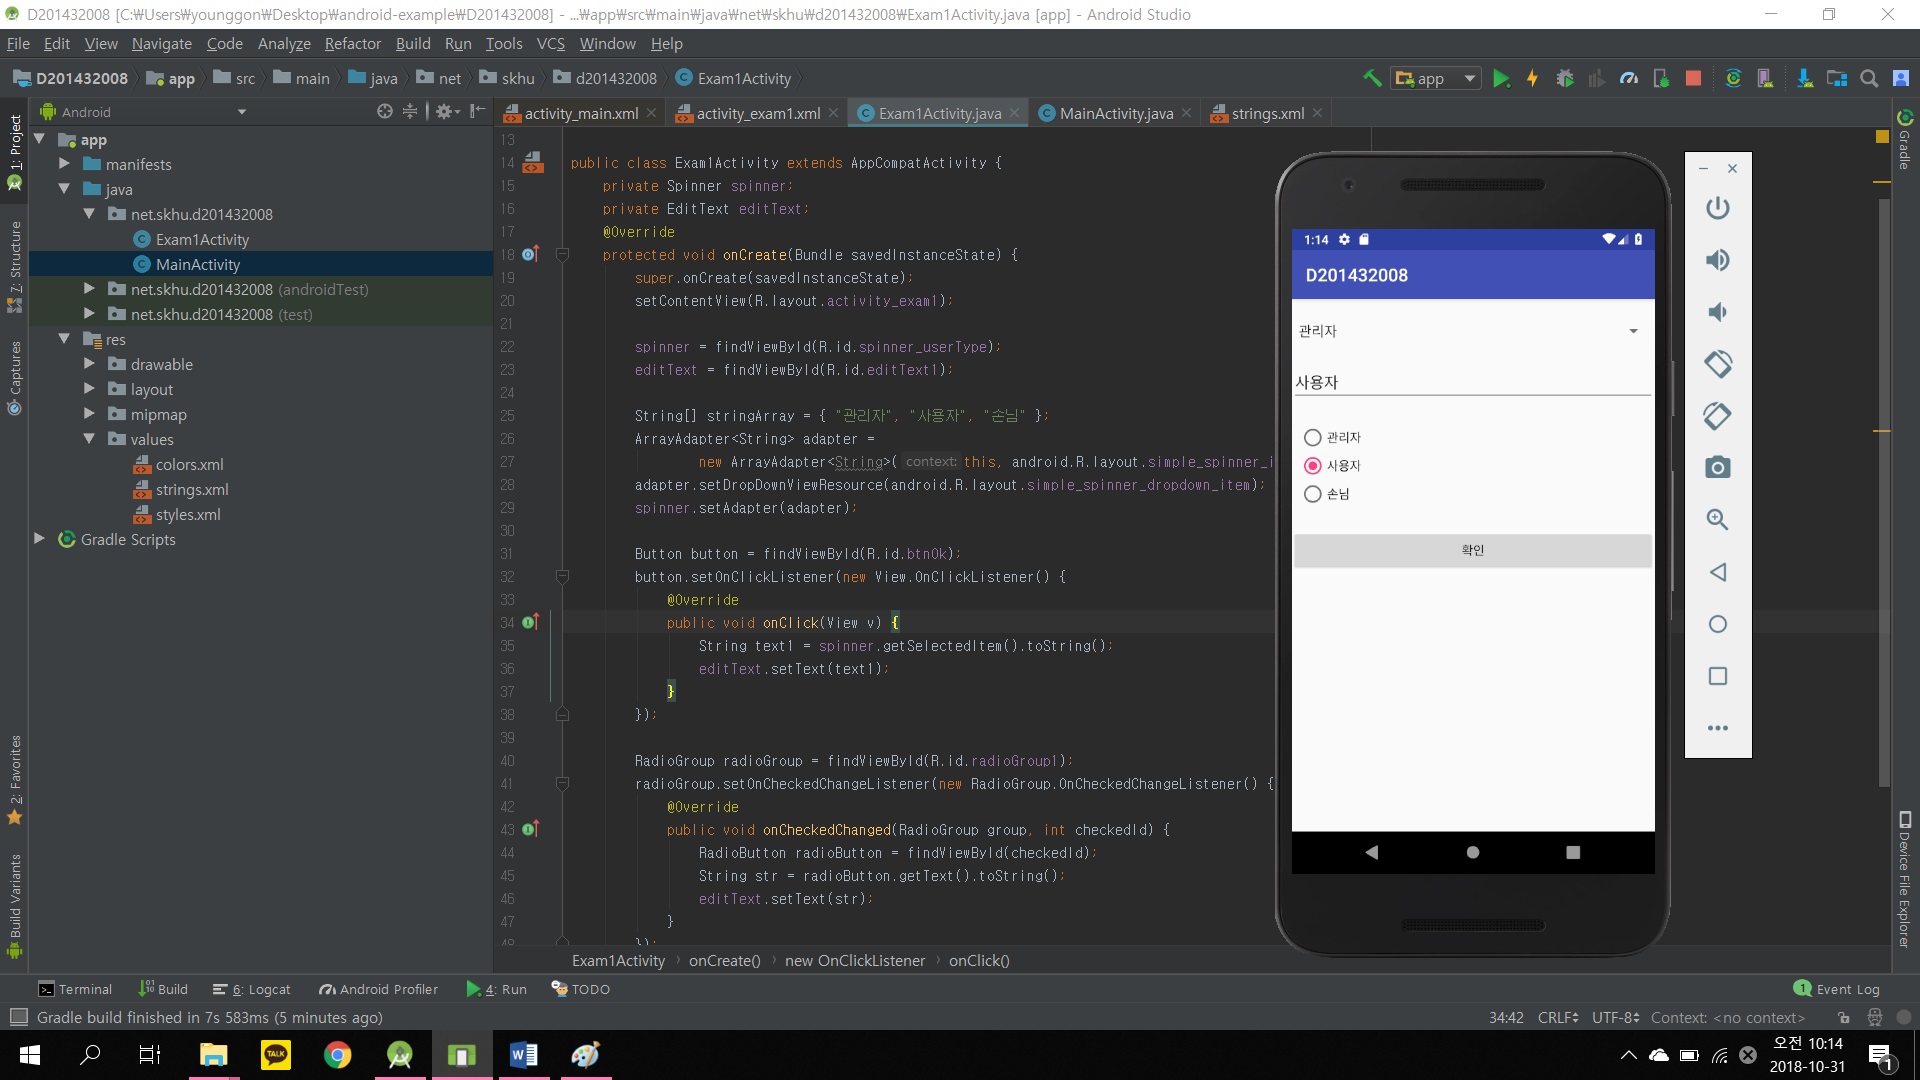 D201432008 [C:₩Users₩younggon₩Desktop₩android-example₩D201432008] - ...₩app₩src₩main₩java₩net₩skhu₩d201432008₩Exam1Activity.java [app] - Android Studio
File Edit View Navigate Code Analyze Refactor Build Run Tools VCS Window Help
D201432008 app src main java net skhu d201432008 Exam1Activity
app
Android
activity_main.xml activity_exam1.xml Exam1Activity.java MainActivity.java strings.xml
1: Project
7: Structure
Captures
2: Favorites
Build Variants
app
manifests
java
net.skhu.d201432008
Exam1Activity
MainActivity
net.skhu.d201432008 (androidTest)
net.skhu.d201432008 (test)
res
drawable
layout
mipmap
values
colors.xml
strings.xml
styles.xml
Gradle Scripts
13
14 public class Exam1Activity extends AppCompatActivity {
15 private Spinner spinner;
16 private EditText editText;
17 @Override
18 protected void onCreate(Bundle savedInstanceState) {
19 super.onCreate(savedInstanceState);
20 setContentView(R.layout.activity_exam1);
21
22 spinner = findViewById(R.id.spinner_userType);
23 editText = findViewById(R.id.editText1);
24
25 String[] stringArray = { "관리자", "사용자", "손님" };
26 ArrayAdapter<String> adapter =
27 new ArrayAdapter<String>( context: this, android.R.layout.simple_spinner_i
28 adapter.setDropDownViewResource(android.R.layout.simple_spinner_dropdown_item);
29 spinner.setAdapter(adapter);
30
31 Button button = findViewById(R.id.btnOk);
32 button.setOnClickListener(new View.OnClickListener() {
33 @Override
34 public void onClick(View v) {
35 String text1 = spinner.getSelectedItem().toString();
36 editText.setText(text1);
37 }
38 });
39
40 RadioGroup radioGroup = findViewById(R.id.radioGroup1);
41 radioGroup.setOnCheckedChangeListener(new RadioGroup.OnCheckedChangeListener() {
42 @Override
43 public void onCheckedChanged(RadioGroup group, int checkedId) {
44 RadioButton radioButton = findViewById(checkedId);
45 String str = radioButton.getText().toString();
46 editText.setText(str);
47 }
48 });
Exam1Activity onCreate() new OnClickListener onClick()
1:14
D201432008
관리자
사용자
관리자
사용자
손님
확인
Gradle
Device File Explorer
Terminal Build 6: Logcat Android Profiler 4: Run TODO
1 Event Log
Gradle build finished in 7s 583ms (5 minutes ago)
34:42 CRLF UTF-8 Context: <no context>
TALK
오전 10:14
2018-10-31
1